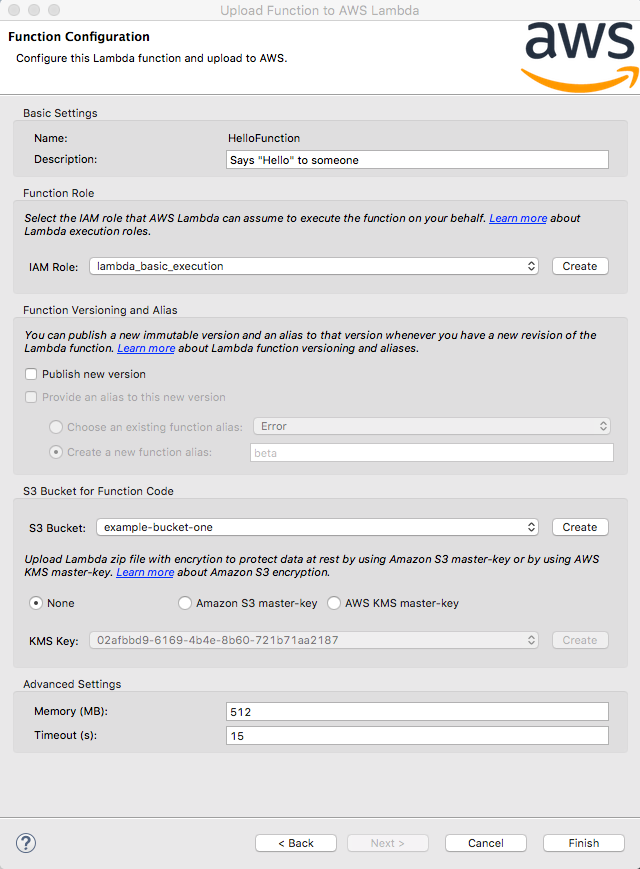 Upload Function to AWS Lambda
Function Configuration
Configure this Lambda function and upload to AWS.
aws
Basic Settings
Name: HelloFunction
Description: Says "Hello" to someone
Function Role
Select the IAM role that AWS Lambda can assume to execute the function on your behalf. Learn more about
Lambda execution roles.
IAM Role: lambda_basic_execution Create
Function Versioning and Alias
You can publish a new immutable version and an alias to that version whenever you have a new revision of the
Lambda function. Learn more about Lambda function versioning and aliases.
Publish new version
Provide an alias to this new version
Choose an existing function alias: Error
Create a new function alias: beta
S3 Bucket for Function Code
S3 Bucket: example-bucket-one Create
Upload Lambda zip file with encrytion to protect data at rest by using Amazon S3 master-key or by using AWS
KMS master-key. Learn more about Amazon S3 encryption.
None Amazon S3 master-key AWS KMS master-key
KMS Key: 02afbbd9-6169-4b4e-8b60-721b71aa2187 Create
Advanced Settings
Memory (MB): 512
Timeout (s): 15
? < Back Next > Cancel Finish